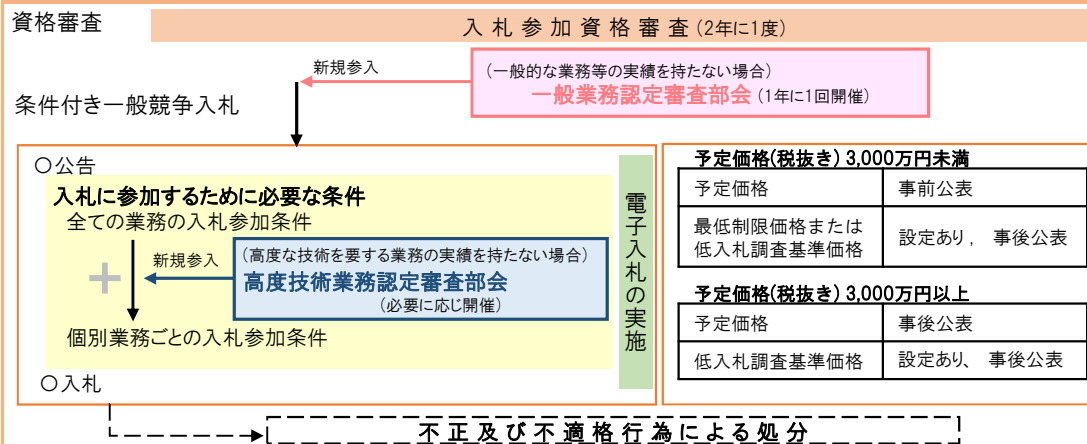 資格審査
入札参加資格審査(2年に1度)
新規参入
(一般的な業務等の実績を持たない場合)
一般業務認定審査部会(1年に1回開催)
条件付き一般競争入札
○公告
入札に参加するために必要な条件
全ての業務の入札参加条件
+
新規参入
(高度な技術を要する業務の実績を持たない場合)
高度技術業務認定審査部会
(必要に応じ開催)
個別業務ごとの入札参加条件
○入札
電子入札の実施
予定価格(税抜き) 3,000万円未満
予定価格 事前公表
最低制限価格または
低入札調査基準価格 設定あり, 事後公表
予定価格(税抜き) 3,000万円以上
予定価格 事後公表
低入札調査基準価格 設定あり、 事後公表
不正及び不適格行為による処分